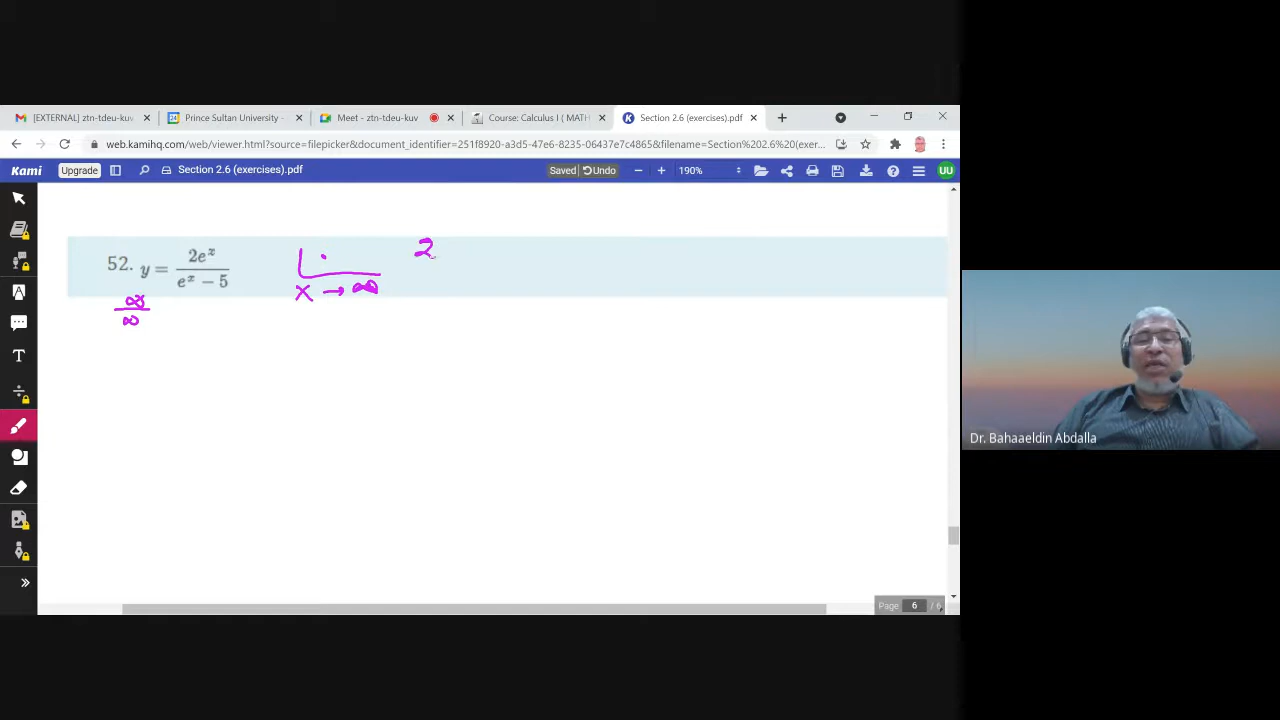 [EXTERNAL] ztn-tdeu-kuv
Prince Sultan University -
Meet - ztn-tdeu-kuv
Course: Calculus I ( MATH
Section 2.6 (exercises).pdf
web.kamihq.com/web/viewer.html?source=filepicker&document_identifier=251f8920-a3d5-47e6-8235-06437e7c4865&filename=Section%202.6%20(exer...
Kami
Upgrade
Section 2.6 (exercises).pdf
Saved
Undo
190%
UU
52. y = 2e^x / (e^x − 5)
lim x → ∞ 2
∞ / ∞
Dr. Bahaaeldin Abdalla
Page 6 / 6